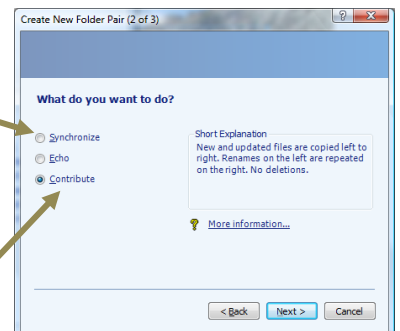 Create New Folder Pair (2 of 3)
What do you want to do?
Synchronize
Echo
Contribute
Short Explanation
New and updated files are copied left to
right. Renames on the left are repeated
on the right. No deletions.
? More information...
< Back Next > Cancel